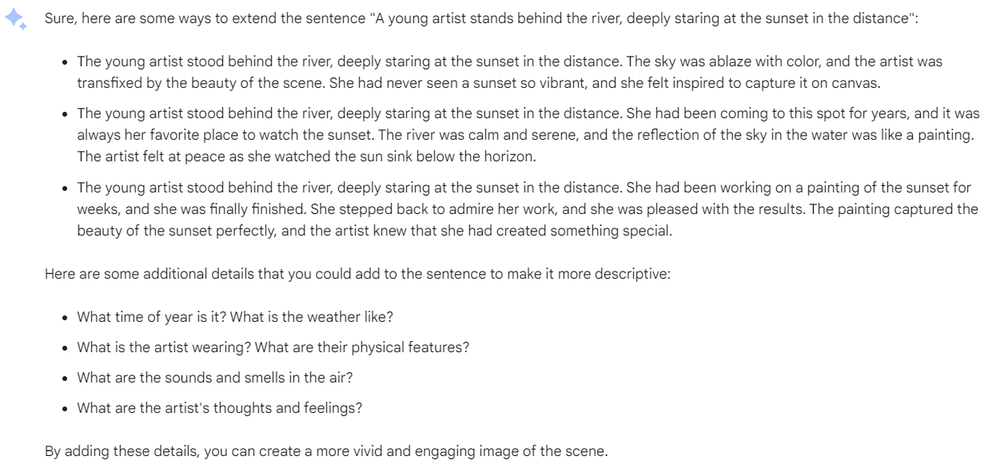 Sure, here are some ways to extend the sentence "A young artist stands behind the river, deeply staring at the sunset in the distance":
• The young artist stood behind the river, deeply staring at the sunset in the distance. The sky was ablaze with color, and the artist was
transfixed by the beauty of the scene. She had never seen a sunset so vibrant, and she felt inspired to capture it on canvas.
• The young artist stood behind the river, deeply staring at the sunset in the distance. She had been coming to this spot for years, and it was
always her favorite place to watch the sunset. The river was calm and serene, and the reflection of the sky in the water was like a painting.
The artist felt at peace as she watched the sun sink below the horizon.
• The young artist stood behind the river, deeply staring at the sunset in the distance. She had been working on a painting of the sunset for
weeks, and she was finally finished. She stepped back to admire her work, and she was pleased with the results. The painting captured the
beauty of the sunset perfectly, and the artist knew that she had created something special.
Here are some additional details that you could add to the sentence to make it more descriptive:
• What time of year is it? What is the weather like?
• What is the artist wearing? What are their physical features?
• What are the sounds and smells in the air?
• What are the artist's thoughts and feelings?
By adding these details, you can create a more vivid and engaging image of the scene.